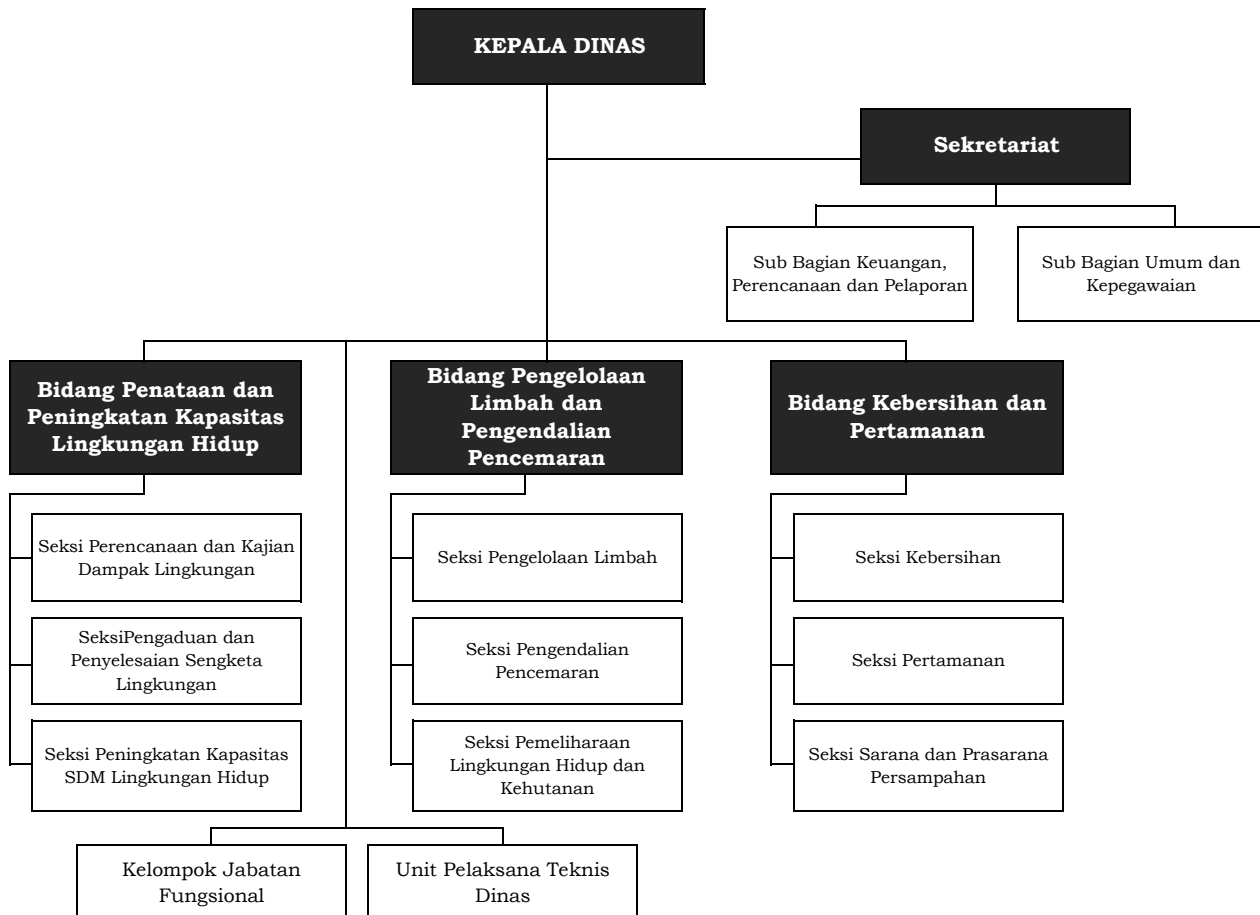 KEPALA DINAS
Sekretariat
Sub Bagian Keuangan,
Perencanaan dan Pelaporan
Sub Bagian Umum dan
Kepegawaian
Bidang Penataan dan
Peningkatan Kapasitas
Lingkungan Hidup
Bidang Pengelolaan
Limbah dan
Pengendalian
Pencemaran
Bidang Kebersihan dan
Pertamanan
Seksi Perencanaan dan Kajian
Dampak Lingkungan
SeksiPengaduan dan
Penyelesaian Sengketa
Lingkungan
Seksi Peningkatan Kapasitas
SDM Lingkungan Hidup
Seksi Pengelolaan Limbah
Seksi Pengendalian
Pencemaran
Seksi Pemeliharaan
Lingkungan Hidup dan
Kehutanan
Seksi Kebersihan
Seksi Pertamanan
Seksi Sarana dan Prasarana
Persampahan
Kelompok Jabatan
Fungsional
Unit Pelaksana Teknis
Dinas